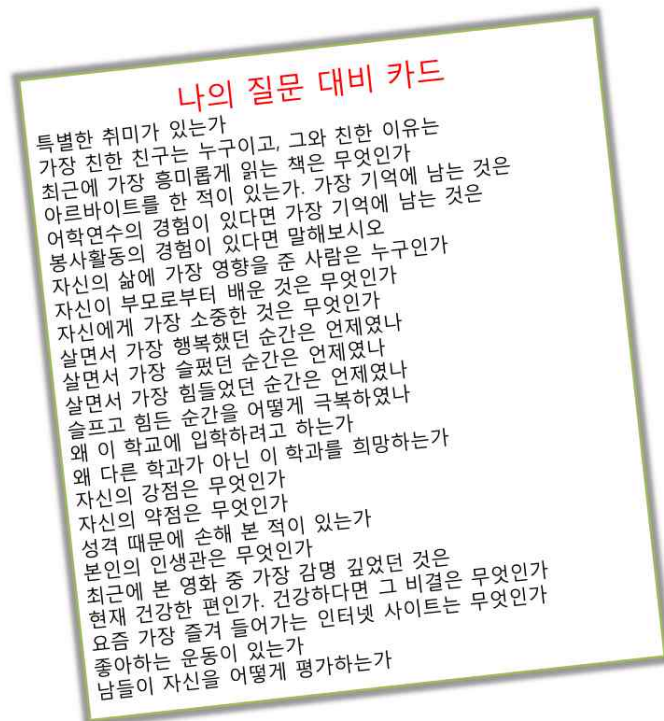 나의 질문 대비 카드
특별한 취미가 있는가
가장 친한 친구는 누구이고, 그와 친한 이유는
최근에 가장 흥미롭게 읽는 책은 무엇인가
아르바이트를 한 적이 있는가. 가장 기억에 남는 것은
어학연수의 경험이 있다면 가장 기억에 남는 것은
봉사활동의 경험이 있다면 말해보시오
자신의 삶에 가장 영향을 준 사람은 누구인가
자신이 부모로부터 배운 것은 무엇인가
자신에게 가장 소중한 것은 무엇인가
살면서 가장 행복했던 순간은 언제였나
살면서 가장 슬펐던 순간은 언제였나
살면서 가장 힘들었던 순간은 언제였나
슬프고 힘든 순간을 어떻게 극복하였나
왜 이 학교에 입학하려고 하는가
왜 다른 학과가 아닌 이 학과를 희망하는가
자신의 강점은 무엇인가
자신의 약점은 무엇인가
성격 때문에 손해 본 적이 있는가
본인의 인생관은 무엇인가
최근에 본 영화 중 가장 감명 깊었던 것은
현재 건강한 편인가. 건강하다면 그 비결은 무엇인가
요즘 가장 즐겨 들어가는 인터넷 사이트는 무엇인가
좋아하는 운동이 있는가
남들이 자신을 어떻게 평가하는가